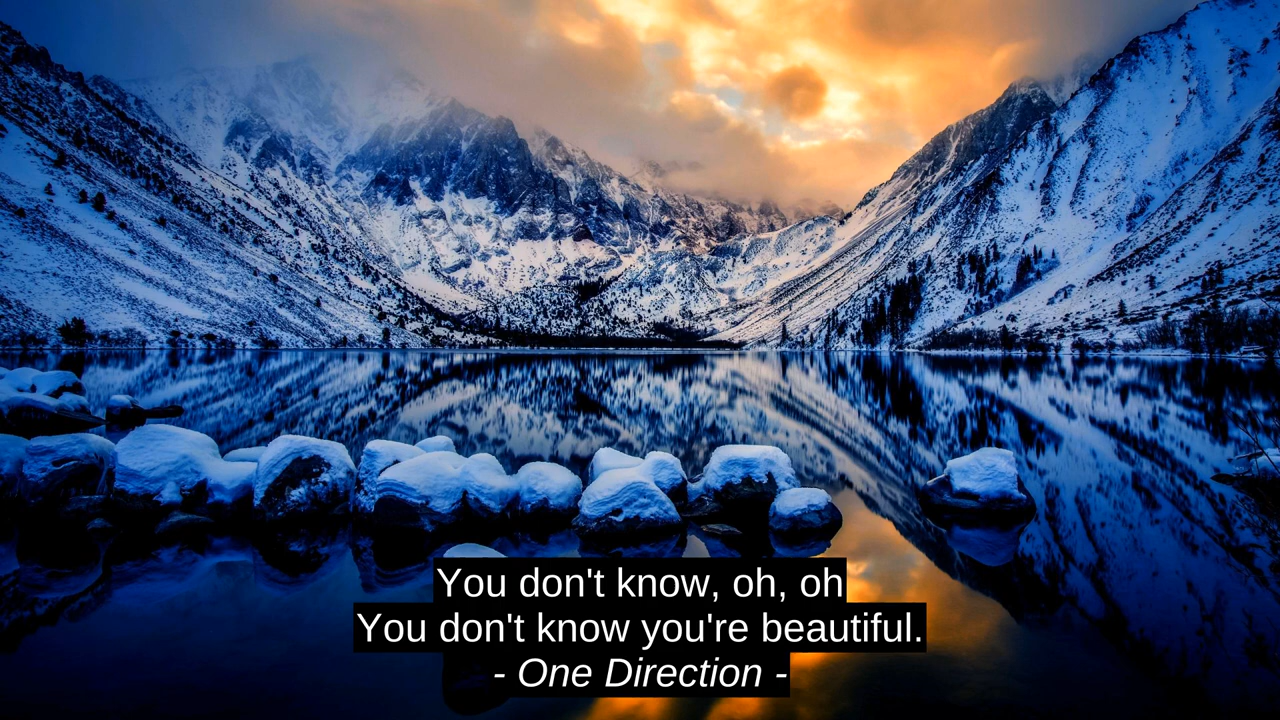 You don't know, oh, oh
You don't know you're beautiful.
- One Direction -